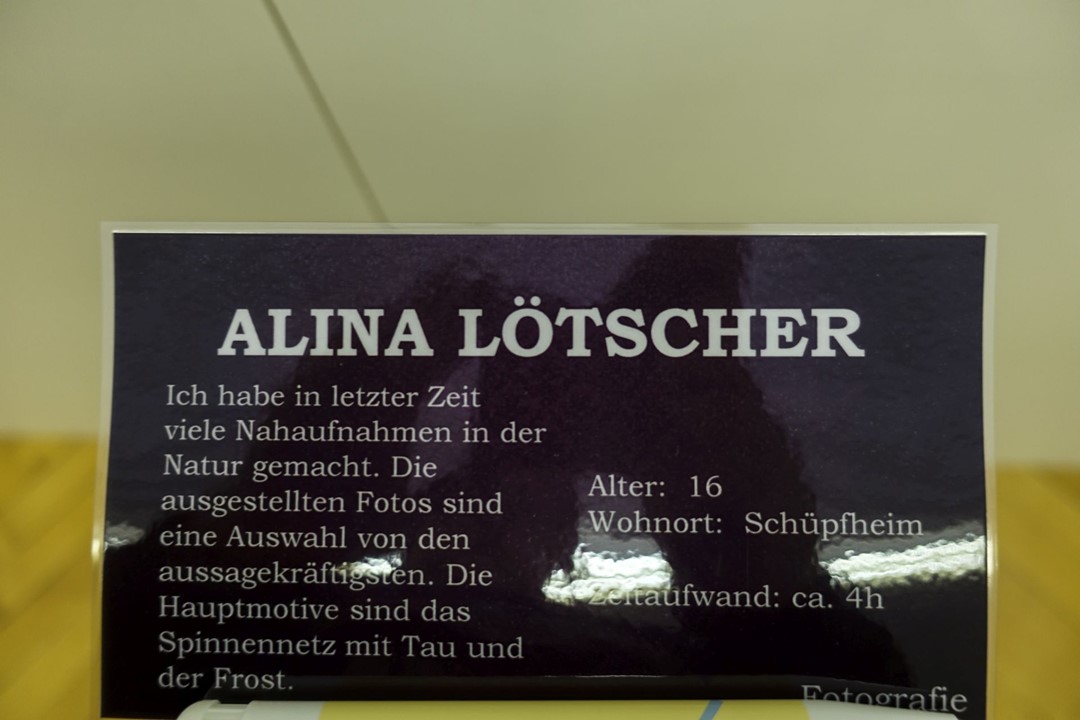 ALINA LÖTSCHER
Ich habe in letzter Zeit
viele Nahaufnahmen in der
Natur gemacht. Die
ausgestellten Fotos sind
eine Auswahl von den
aussagekräftigsten. Die
Hauptmotive sind das
Spinnennetz mit Tau und
der Frost.
Alter: 16
Wohnort: Schüpfheim
Zeitaufwand: ca. 4h
Fotografie